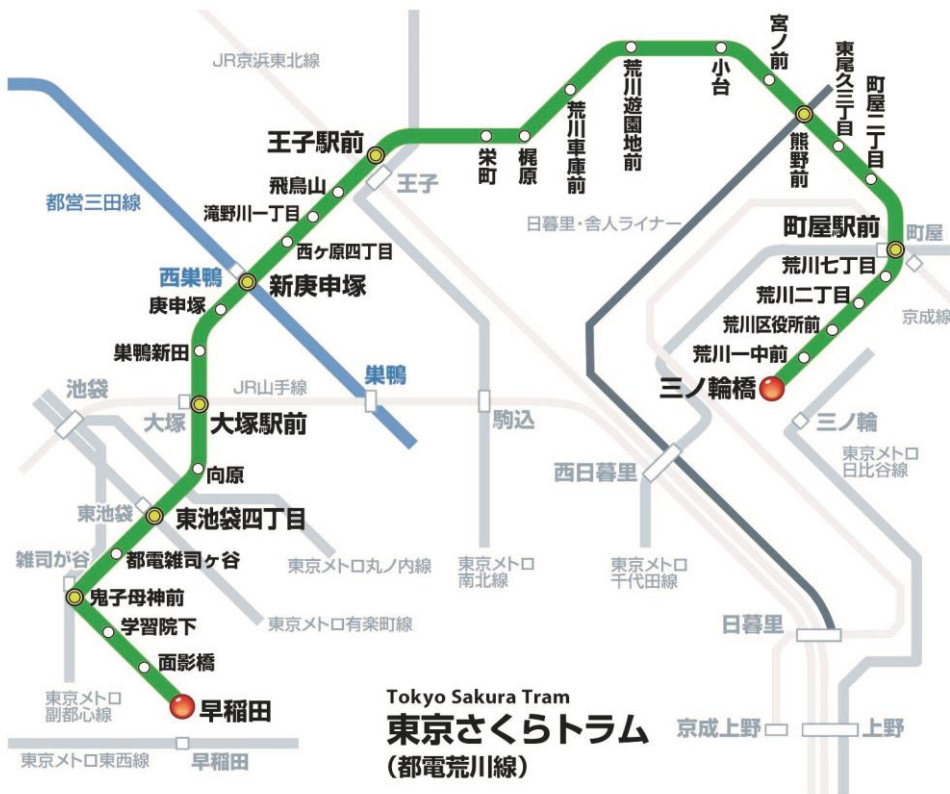 JR京浜東北線
王子駅前
飛鳥山
滝野川一丁目
西ヶ原四丁目
都営三田線
西巣鴨
新庚申塚
庚申塚
巣鴨新田
JR山手線
巣鴨
池袋
大塚
大塚駅前
向原
東池袋
東池袋四丁目
雑司が谷
都電雑司ヶ谷
鬼子母神前
学習院下
面影橋
早稲田
東京メトロ
副都心線
東京メトロ東西線
早稲田
東京メトロ丸ノ内線
東京メトロ有楽町線
王子
栄町
梶原
荒川車庫前
荒川遊園地前
小台
宮ノ前
熊野前
東尾久三丁目
町屋二丁目
日暮里・舎人ライナー
町屋駅前
町屋
荒川七丁目
荒川二丁目
荒川区役所前
荒川一中前
三ノ輪橋
京成線
駒込
西日暮里
三ノ輪
東京メトロ
日比谷線
東京メトロ
南北線
東京メトロ
千代田線
日暮里
京成上野
上野
Tokyo Sakura Tram
東京さくらトラム
(都電荒川線)